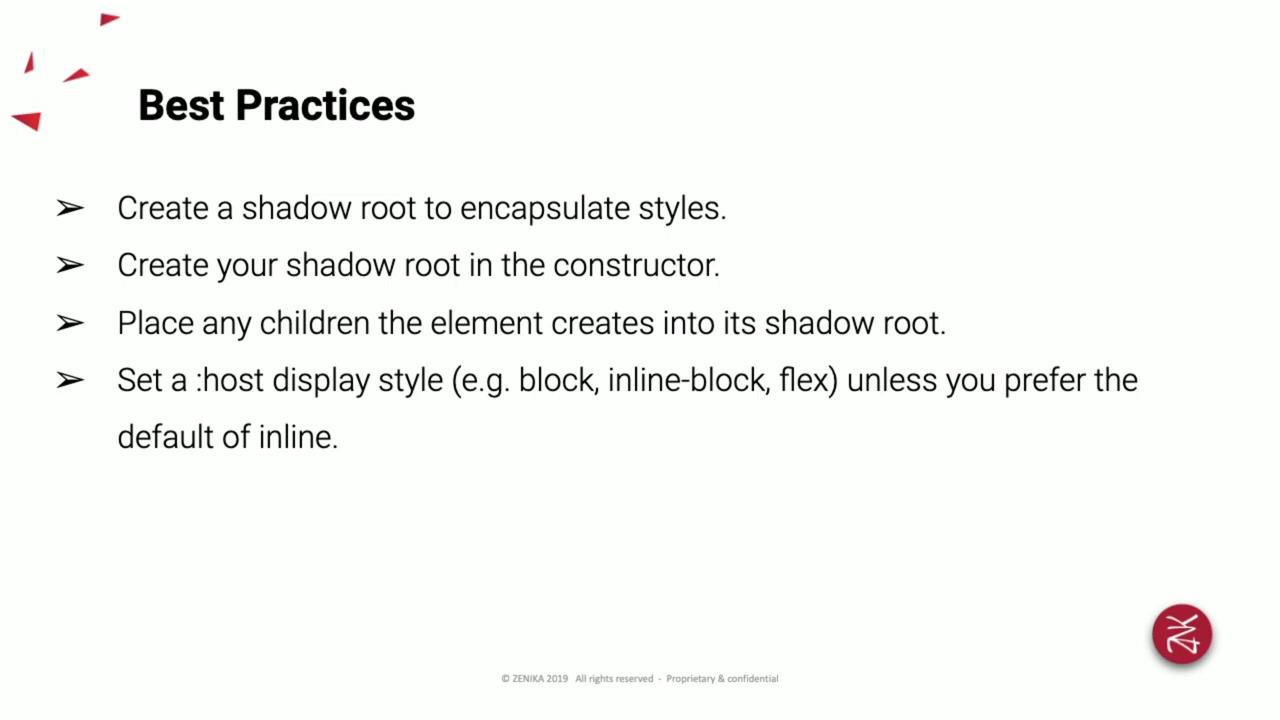 Best Practices
➢ Create a shadow root to encapsulate styles.
➢ Create your shadow root in the constructor.
➢ Place any children the element creates into its shadow root.
➢ Set a :host display style (e.g. block, inline-block, flex) unless you prefer the
default of inline.
ZNK
© ZENIKA 2019 All rights reserved - Proprietary & confidential